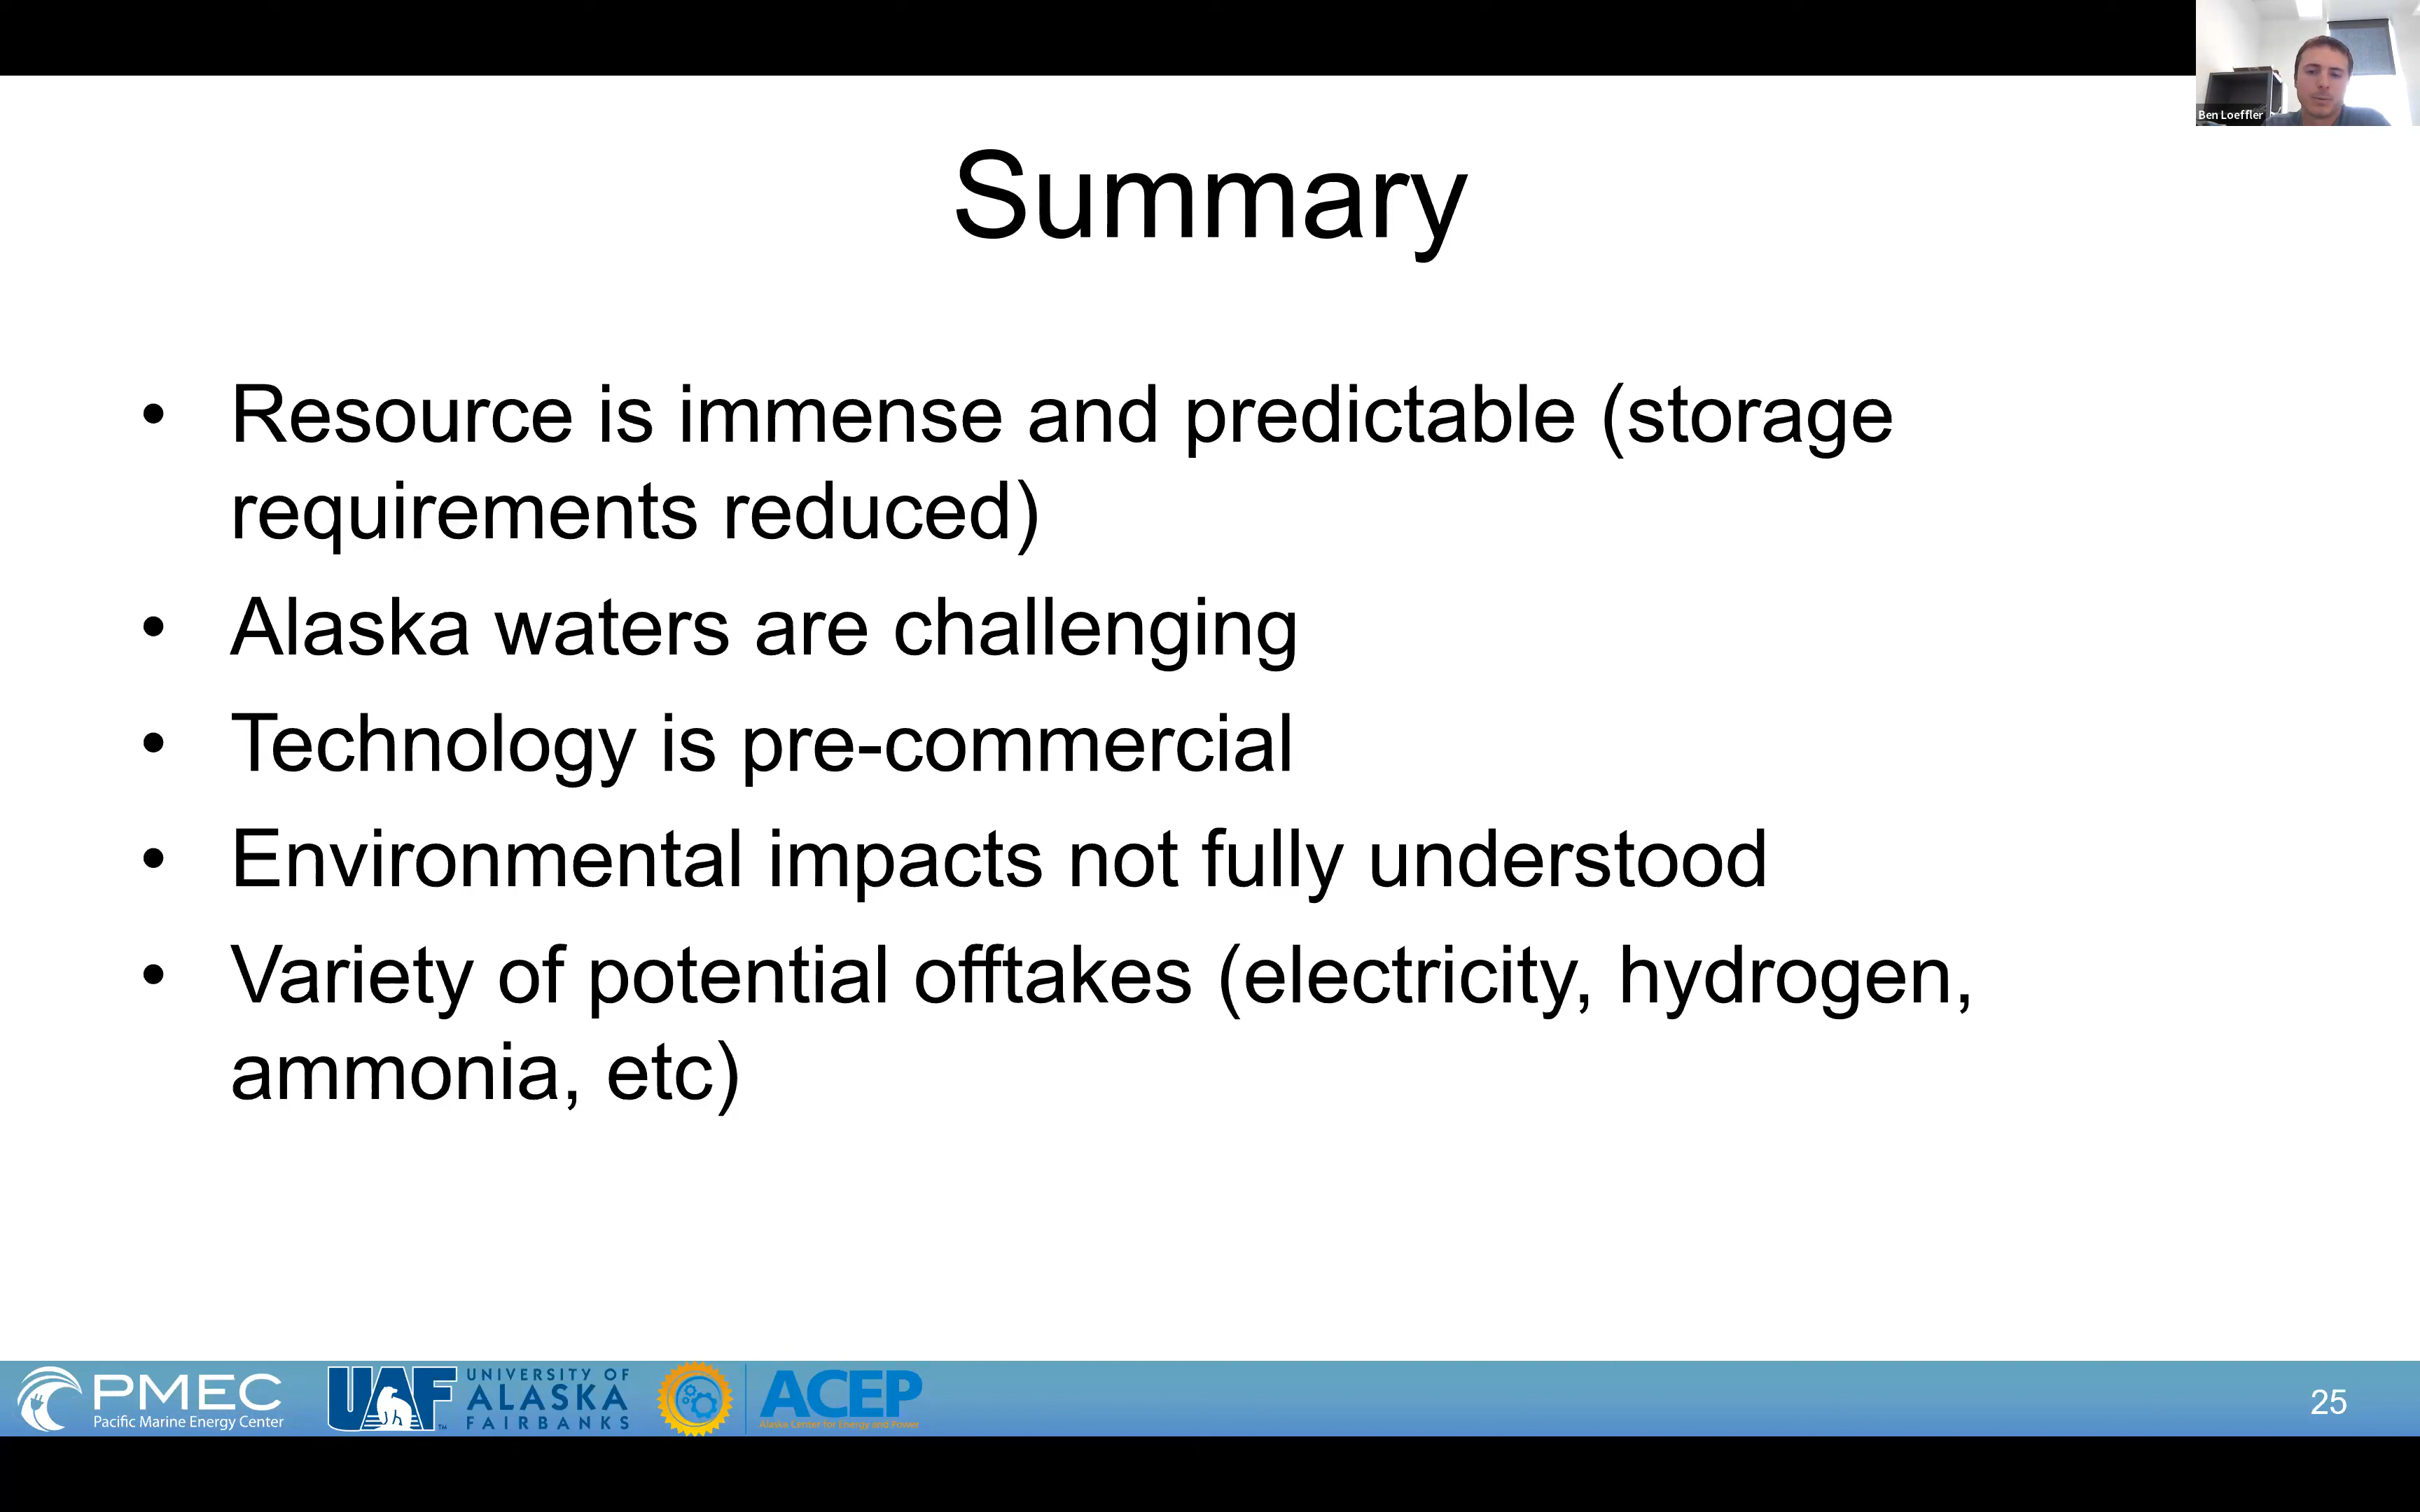 Ben Loeffler
Summary
• Resource is immense and predictable (storage
requirements reduced)
• Alaska waters are challenging
• Technology is pre-commercial
• Environmental impacts not fully understood
• Variety of potential offtakes (electricity, hydrogen,
ammonia, etc)
PMEC
Pacific Marine Energy Center
UAF
TM
UNIVERSITY OF
ALASKA
FAIRBANKS
ACEP
Alaska Center for Energy and Power
25